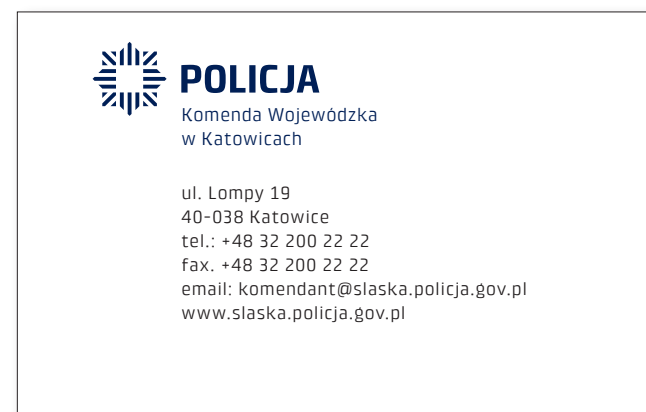 POLICJA
Komenda Wojewódzka
w Katowicach
ul. Lompy 19
40-038 Katowice
tel.: +48 32 200 22 22
fax. +48 32 200 22 22
email: komendant@slaska.policja.gov.pl
www.slaska.policja.gov.pl